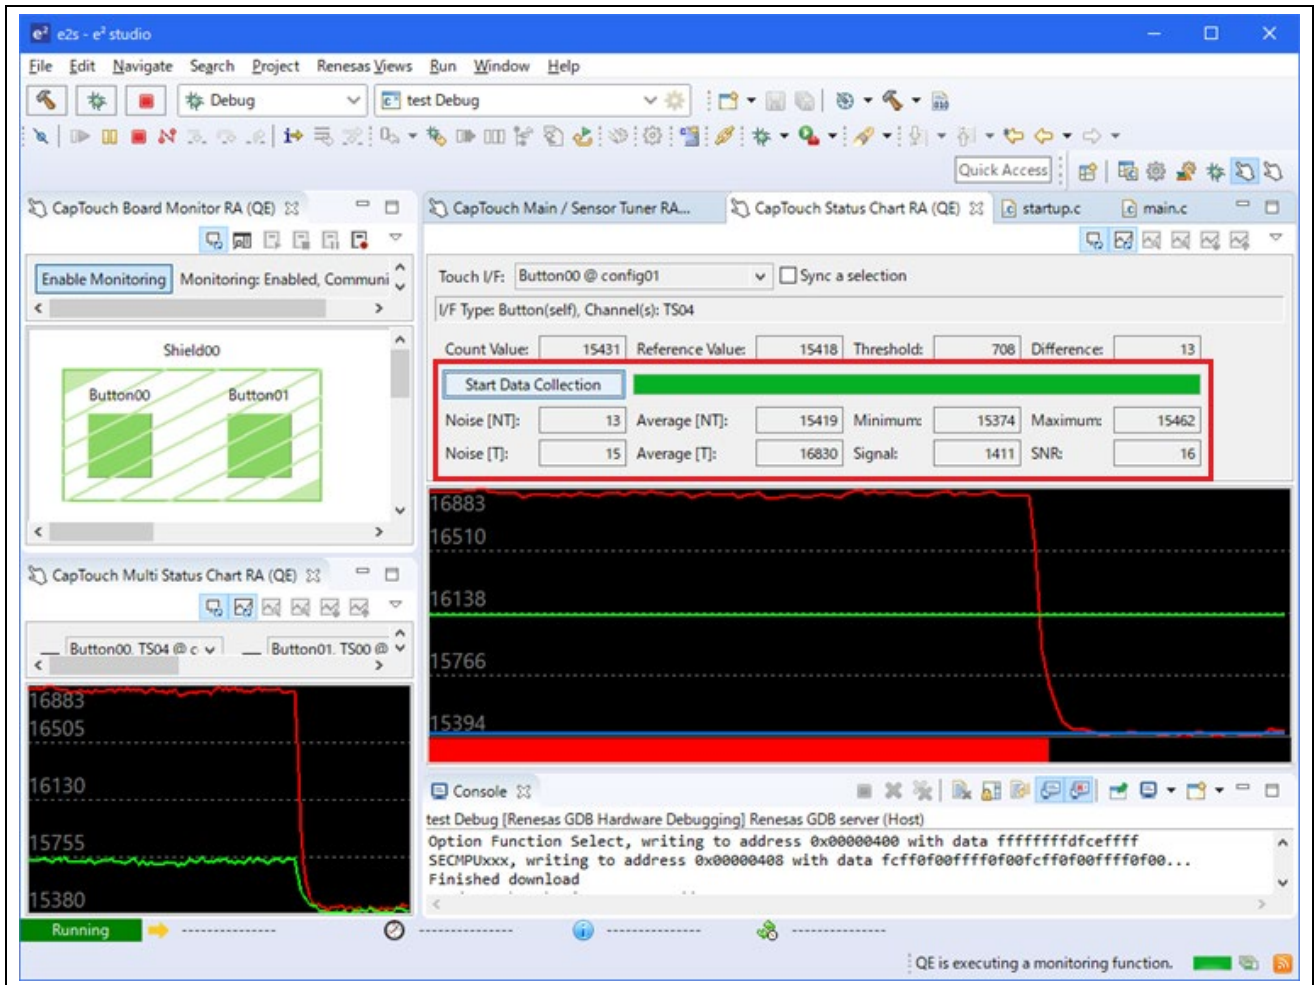 e² e2s - e² studio
File Edit Navigate Search Project Renesas Views Run Window Help
Debug test Debug
Quick Access
CapTouch Board Monitor RA (QE)
Enable Monitoring Monitoring: Enabled, Communi
Shield00
Button00 Button01
CapTouch Multi Status Chart RA (QE)
Button00, TS04 @ c Button01, TS00 @
16883
16505
16130
15755
15380
CapTouch Main / Sensor Tuner RA... CapTouch Status Chart RA (QE) startup.c main.c
Touch I/F: Button00 @ config01 Sync a selection
I/F Type: Button(self), Channel(s): TS04
Count Value: 15431 Reference Value: 15418 Threshold: 708 Difference: 13
Start Data Collection
Noise [NT]: 13 Average [NT]: 15419 Minimum: 15374 Maximum: 15462
Noise [T]: 15 Average [T]: 16830 Signal: 1411 SNR: 16
16883
16510
16138
15766
15394
Console
test Debug [Renesas GDB Hardware Debugging] Renesas GDB server (Host)
Option Function Select, writing to address 0x00000400 with data ffffffffdfceffff
SECMPUxxx, writing to address 0x00000408 with data fcff0f00ffff0f00fcff0f00ffff0f00...
Finished download
Running
QE is executing a monitoring function.